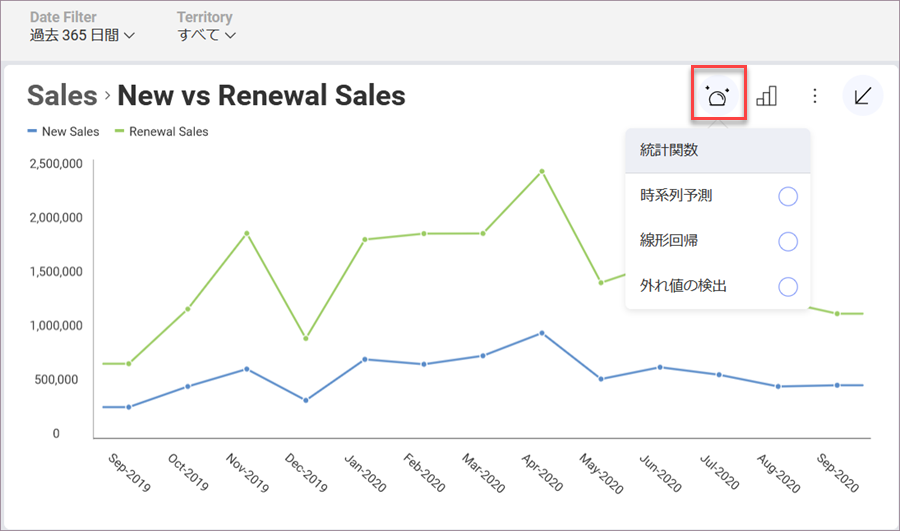 Date Filter
Territory
過去 365 日間
すべて
Sales › New vs Renewal Sales
New Sales
Renewal Sales
統計関数
時系列予測
線形回帰
外れ値の検出
2,500,000
2,000,000
1,500,000
1,000,000
500,000
0
Sep-2019
Oct-2019
Nov-2019
Dec-2019
Jan-2020
Feb-2020
Mar-2020
Apr-2020
May-2020
Jun-2020
Jul-2020
Aug-2020
Sep-2020